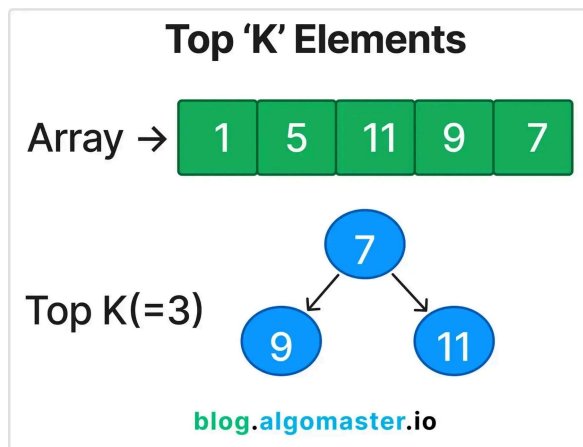 Top ‘K’ Elements
Array → 1 5 11 9 7
7
Top K(=3)
9 11
blog.algomaster.io